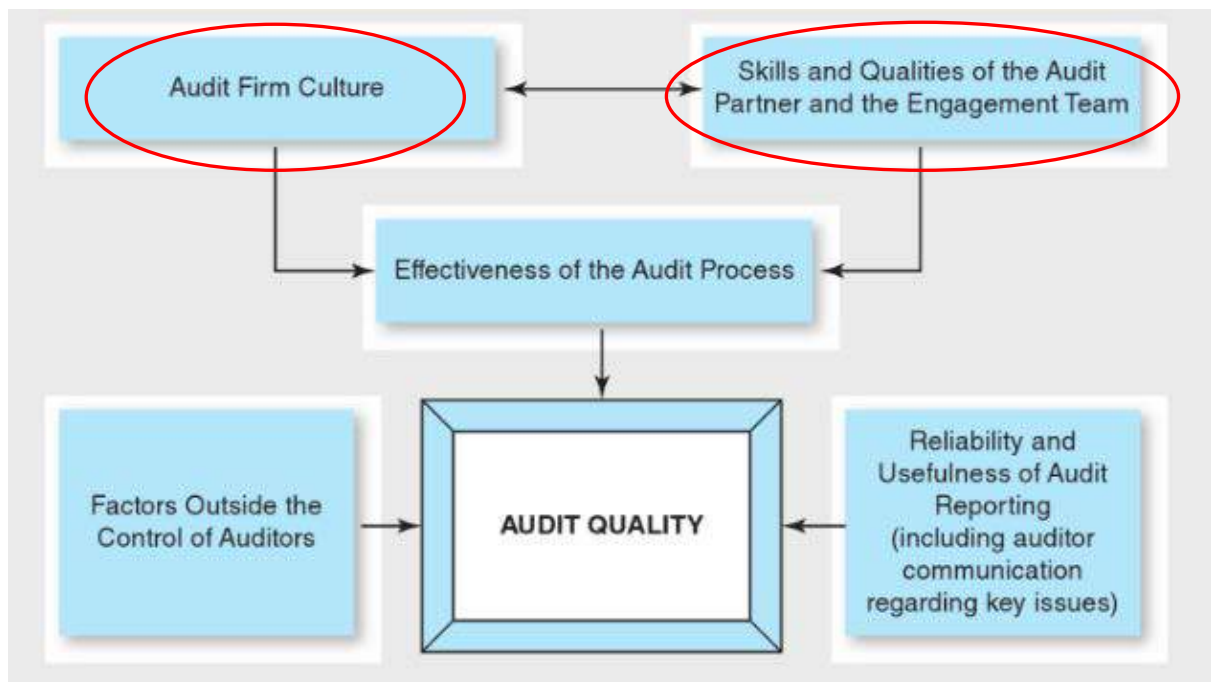 Audit Firm Culture
Skills and Qualities of the Audit
Partner and the Engagement Team
Effectiveness of the Audit Process
Factors Outside the
Control of Auditors
AUDIT QUALITY
Reliability and
Usefulness of Audit
Reporting
(including auditor
communication
regarding key issues)